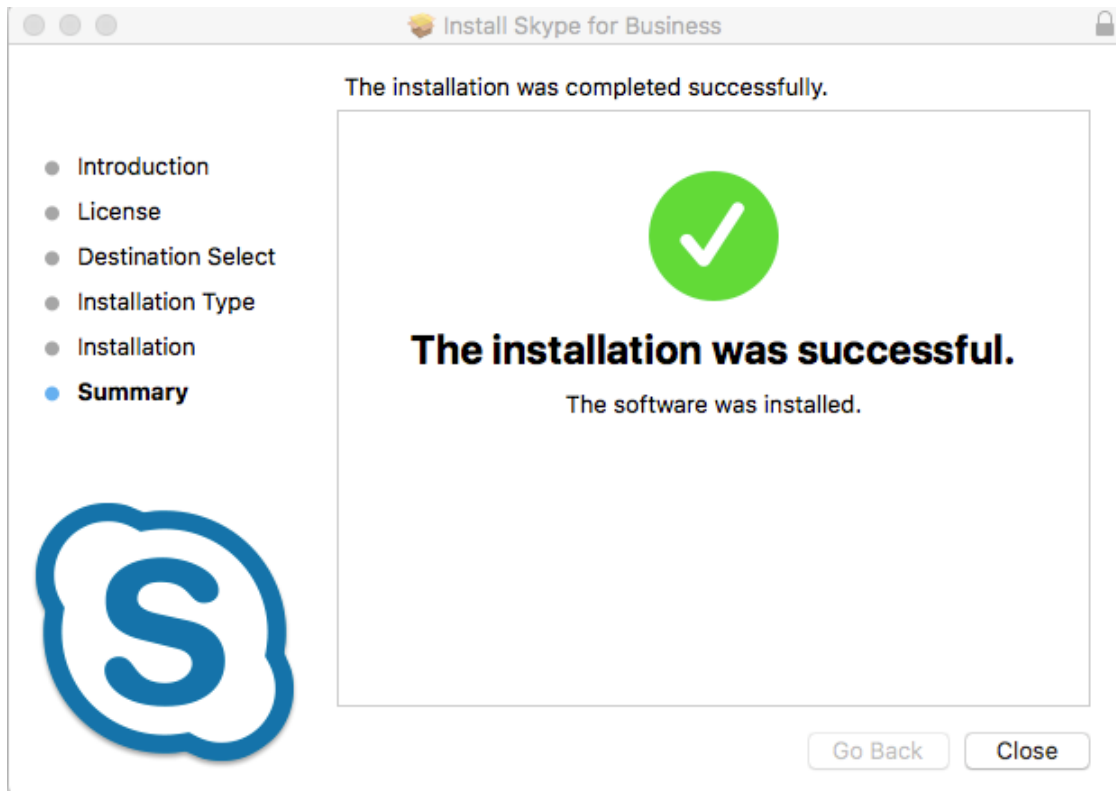 Install Skype for Business
The installation was completed successfully.
Introduction
License
Destination Select
Installation Type
Installation
Summary
The installation was successful.
The software was installed.
S
Go Back
Close